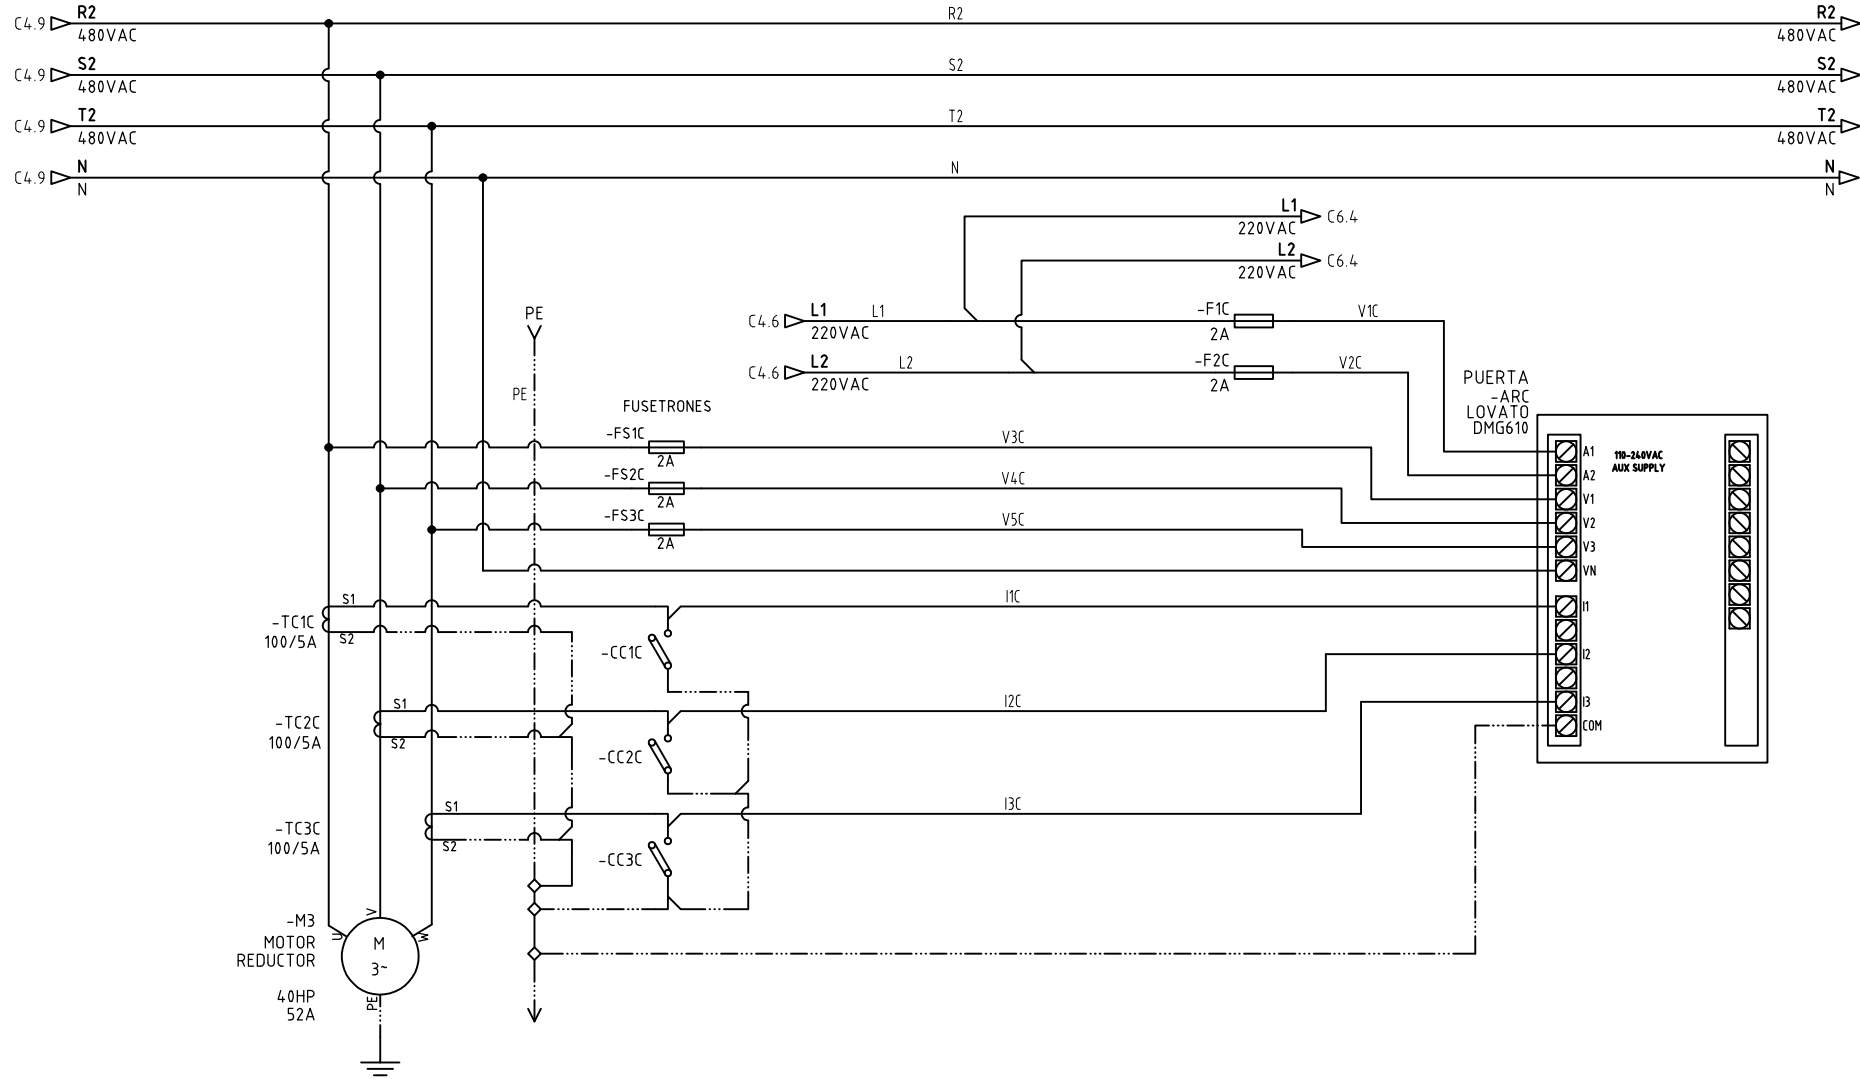 C4.9 R2 R2 R2
480VAC 480VAC
C4.9 S2 S2 S2
480VAC 480VAC
C4.9 T2 T2 T2
480VAC 480VAC
C4.9 N N N
N N
L1 C6.4
220VAC
L2 C6.4
220VAC
PE
C4.6 L1 L1 -F1C V1C
220VAC 2A
C4.6 L2 L2 -F2C V2C
220VAC 2A
PE
PUERTA
-ARC
LOVATO
DMG610
FUSETRONES
-FS1C V3C
2A
-FS2C V4C
2A
-FS3C V5C
2A
110-240VAC
AUX SUPPLY
A1
A2
V1
V2
V3
VN
I1
I2
I3
COM
S1 I1C
-TC1C
100/5A S2
-CC1C
S1 I2C
-TC2C
100/5A S2
-CC2C
S1 I3C
-TC3C
100/5A S2
-CC3C
-M3
MOTOR
REDUCTOR
40HP
52A
U
V
W
M
3~
PE